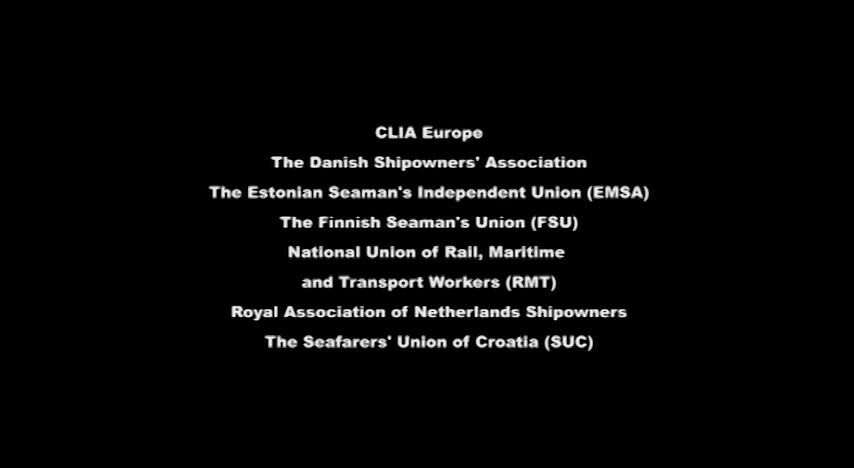 CLIA Europe
The Danish Shipowners' Association
The Estonian Seaman's Independent Union (EMSA)
The Finnish Seaman's Union (FSU)
National Union of Rail, Maritime
and Transport Workers (RMT)
Royal Association of Netherlands Shipowners
The Seafarers' Union of Croatia (SUC)